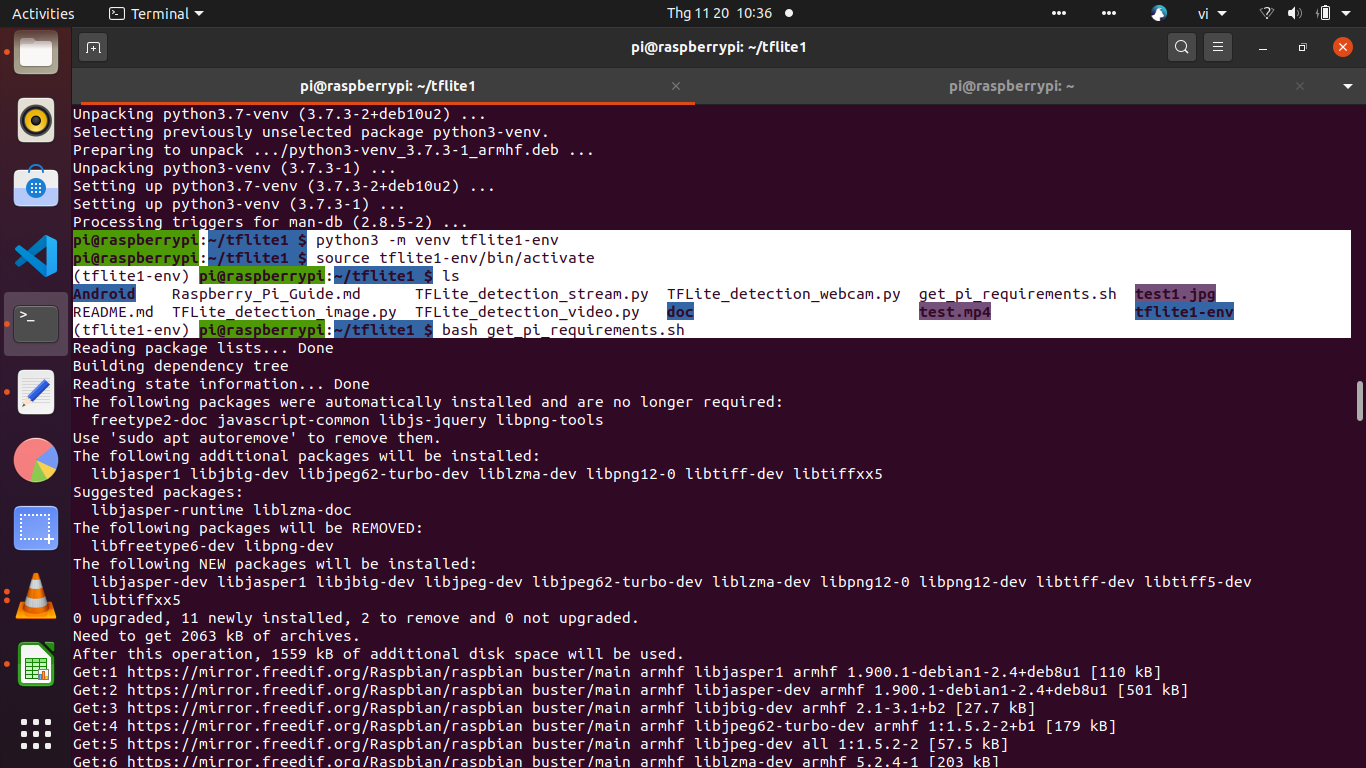 Activities
Terminal
Thg 11 20 10:36
vi
pi@raspberrypi: ~/tflite1
pi@raspberrypi: ~/tflite1
pi@raspberrypi: ~
Unpacking python3.7-venv (3.7.3-2+deb10u2) ...
Selecting previously unselected package python3-venv.
Preparing to unpack .../python3-venv_3.7.3-1_armhf.deb ...
Unpacking python3-venv (3.7.3-1) ...
Setting up python3.7-venv (3.7.3-2+deb10u2) ...
Setting up python3-venv (3.7.3-1) ...
Processing triggers for man-db (2.8.5-2) ...
pi@raspberrypi:~/tflite1 $ python3 -m venv tflite1-env
pi@raspberrypi:~/tflite1 $ source tflite1-env/bin/activate
(tflite1-env) pi@raspberrypi:~/tflite1 $ ls
Android Raspberry_Pi_Guide.md TFLite_detection_stream.py TFLite_detection_webcam.py get_pi_requirements.sh test1.jpg
README.md TFLite_detection_image.py TFLite_detection_video.py doc test.mp4 tflite1-env
(tflite1-env) pi@raspberrypi:~/tflite1 $ bash get_pi_requirements.sh
Reading package lists... Done
Building dependency tree
Reading state information... Done
The following packages were automatically installed and are no longer required:
freetype2-doc javascript-common libjs-jquery libpng-tools
Use 'sudo apt autoremove' to remove them.
The following additional packages will be installed:
libjasper1 libjbig-dev libjpeg62-turbo-dev liblzma-dev libpng12-0 libtiff-dev libtiffxx5
Suggested packages:
libjasper-runtime liblzma-doc
The following packages will be REMOVED:
libfreetype6-dev libpng-dev
The following NEW packages will be installed:
libjasper-dev libjasper1 libjbig-dev libjpeg-dev libjpeg62-turbo-dev liblzma-dev libpng12-0 libpng12-dev libtiff-dev libtiff5-dev
libtiffxx5
0 upgraded, 11 newly installed, 2 to remove and 0 not upgraded.
Need to get 2063 kB of archives.
After this operation, 1559 kB of additional disk space will be used.
Get:1 https://mirror.freedif.org/Raspbian/raspbian buster/main armhf libjasper1 armhf 1.900.1-debian1-2.4+deb8u1 [110 kB]
Get:2 https://mirror.freedif.org/Raspbian/raspbian buster/main armhf libjasper-dev armhf 1.900.1-debian1-2.4+deb8u1 [501 kB]
Get:3 https://mirror.freedif.org/Raspbian/raspbian buster/main armhf libjbig-dev armhf 2.1-3.1+b2 [27.7 kB]
Get:4 https://mirror.freedif.org/Raspbian/raspbian buster/main armhf libjpeg62-turbo-dev armhf 1:1.5.2-2+b1 [179 kB]
Get:5 https://mirror.freedif.org/Raspbian/raspbian buster/main armhf libjpeg-dev all 1:1.5.2-2 [57.5 kB]
Get:6 https://mirror.freedif.org/Raspbian/raspbian buster/main armhf liblzma-dev armhf 5.2.4-1 [203 kB]